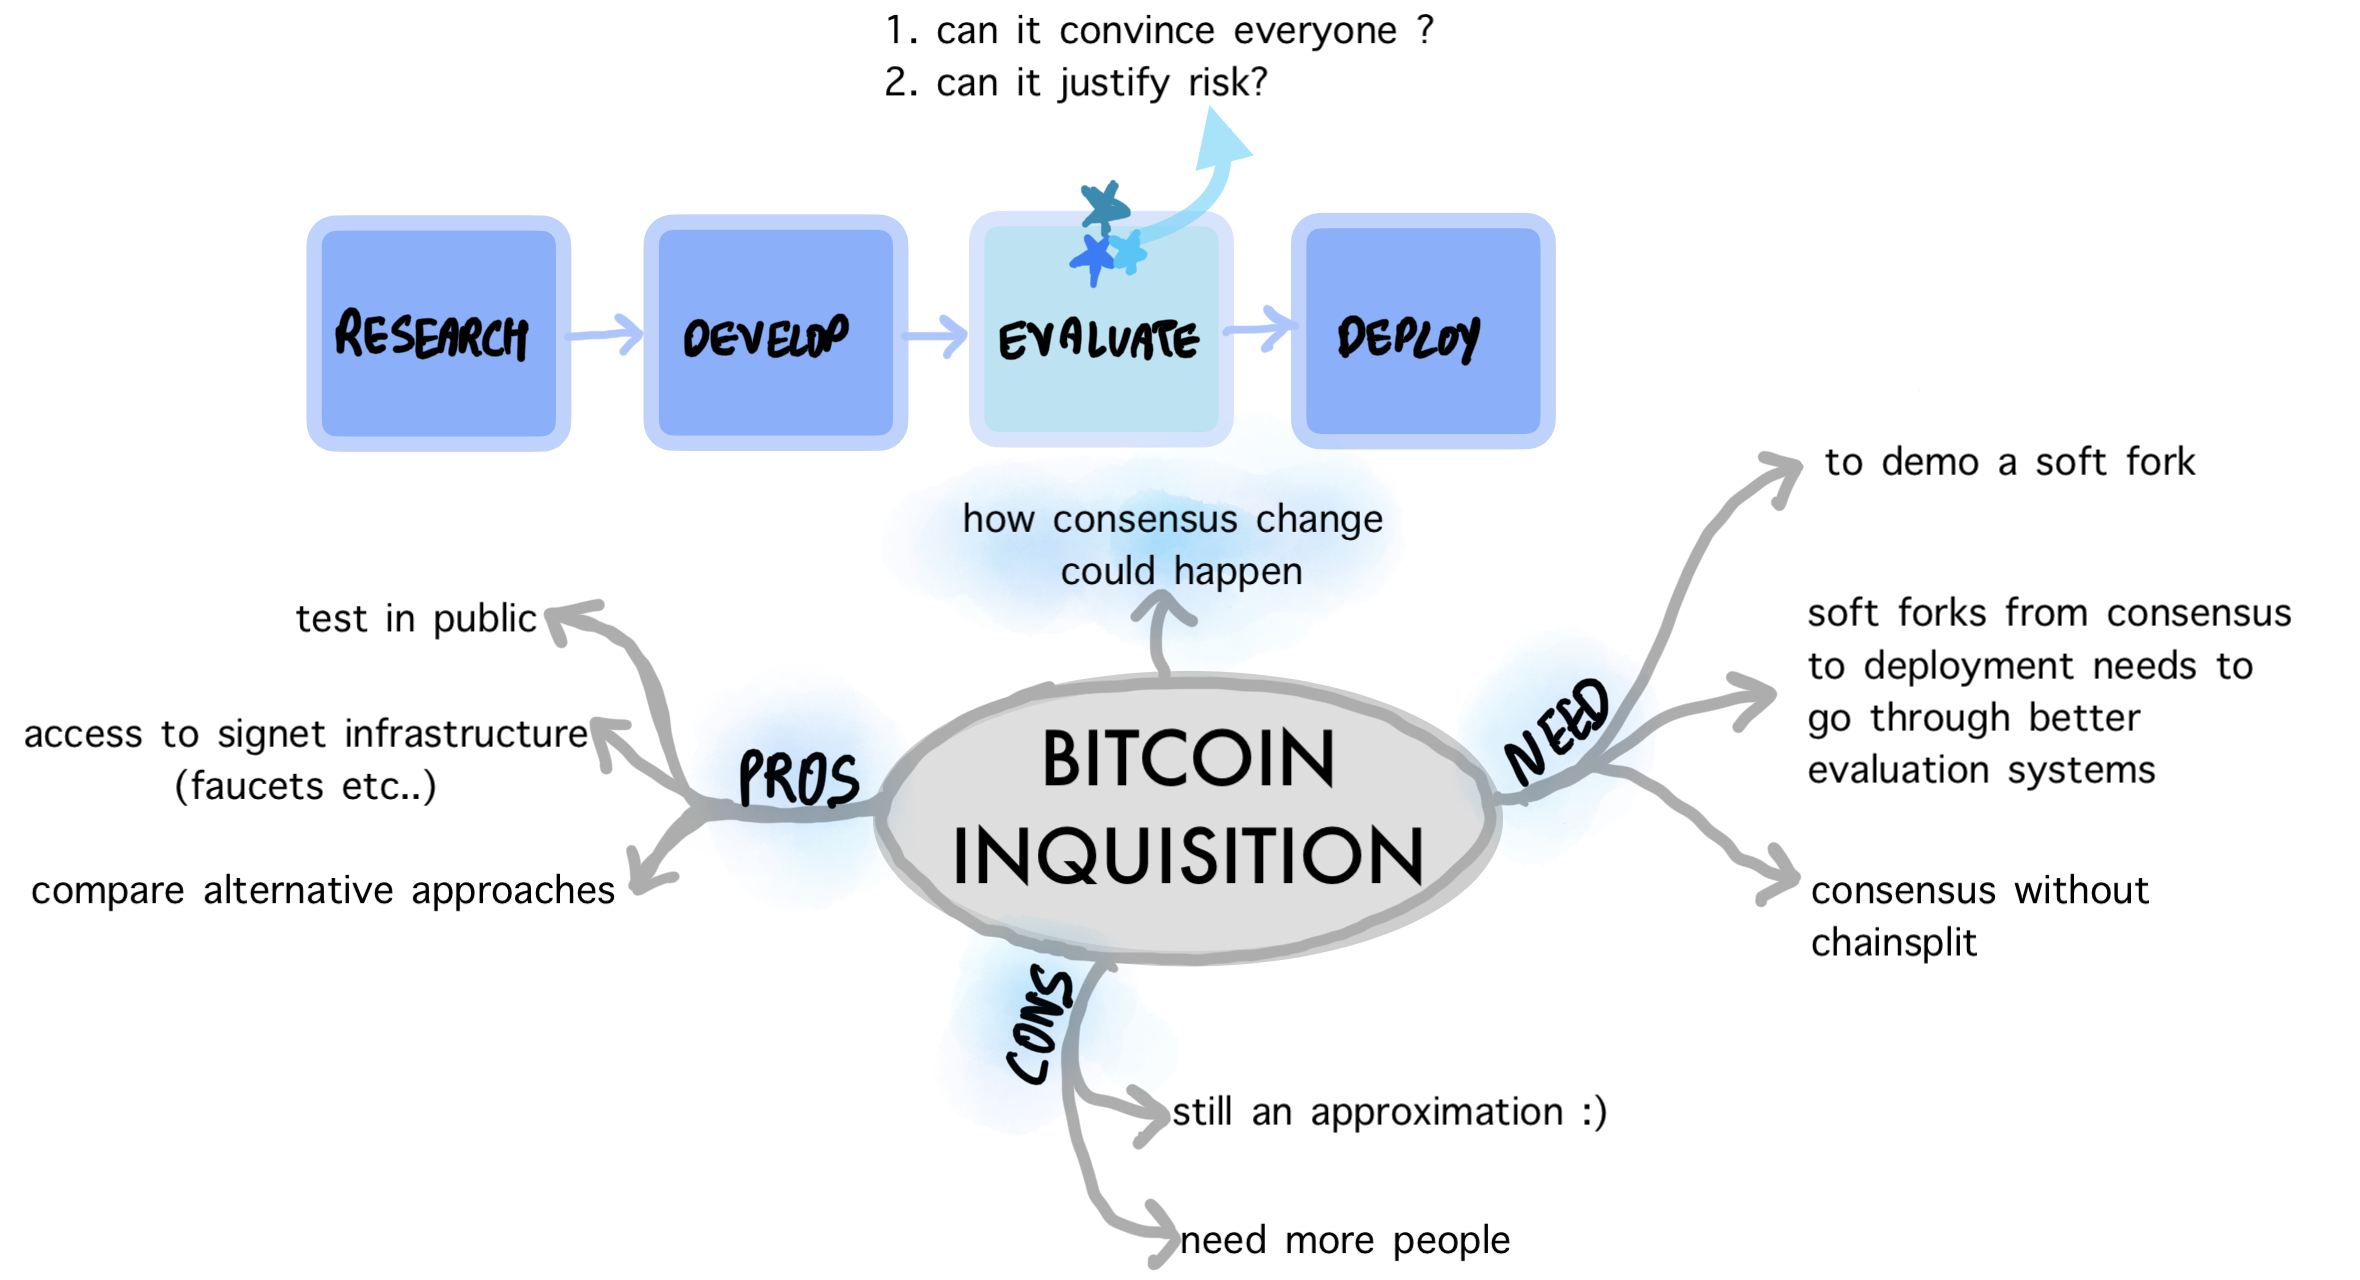 1. can it convince everyone ?
2. can it justify risk?
RESEARCH
DEVELOP
EVALUATE
DEPLOY
how consensus change
could happen
BITCOIN
INQUISITION
PROS
test in public
access to signet infrastructure
(faucets etc..)
compare alternative approaches
NEED
to demo a soft fork
soft forks from consensus
to deployment needs to
go through better
evaluation systems
consensus without
chainsplit
CONS
still an approximation :)
need more people